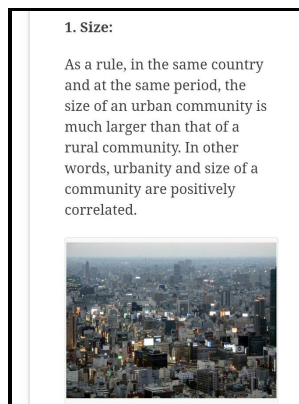 1. Size:
As a rule, in the same country
and at the same period, the
size of an urban community is
much larger than that of a
rural community. In other
words, urbanity and size of a
community are positively
correlated.